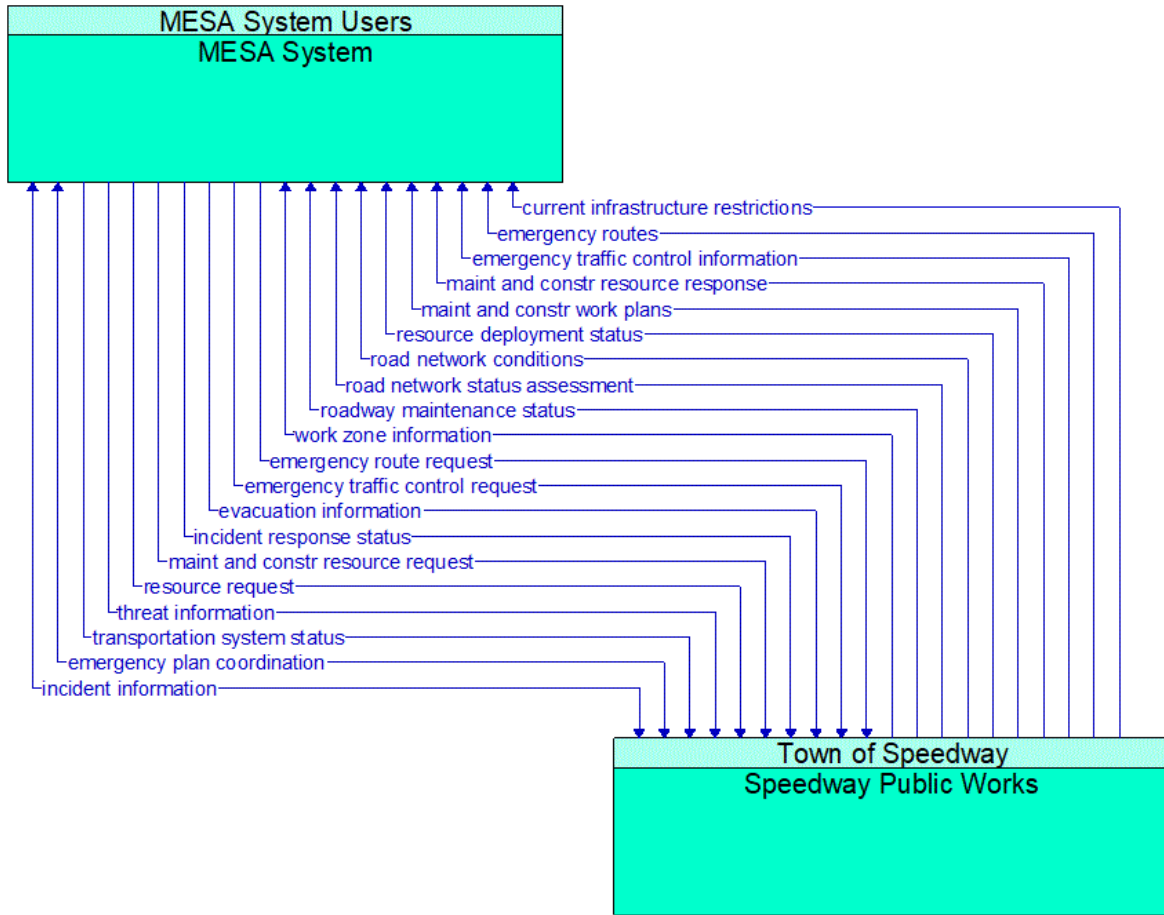 MESA System Users
MESA System
current infrastructure restrictions
emergency routes
emergency traffic control information
maint and constr resource response
maint and constr work plans
resource deployment status
road network conditions
road network status assessment
roadway maintenance status
work zone information
emergency route request
emergency traffic control request
evacuation information
incident response status
maint and constr resource request
resource request
threat information
transportation system status
emergency plan coordination
incident information
Town of Speedway
Speedway Public Works